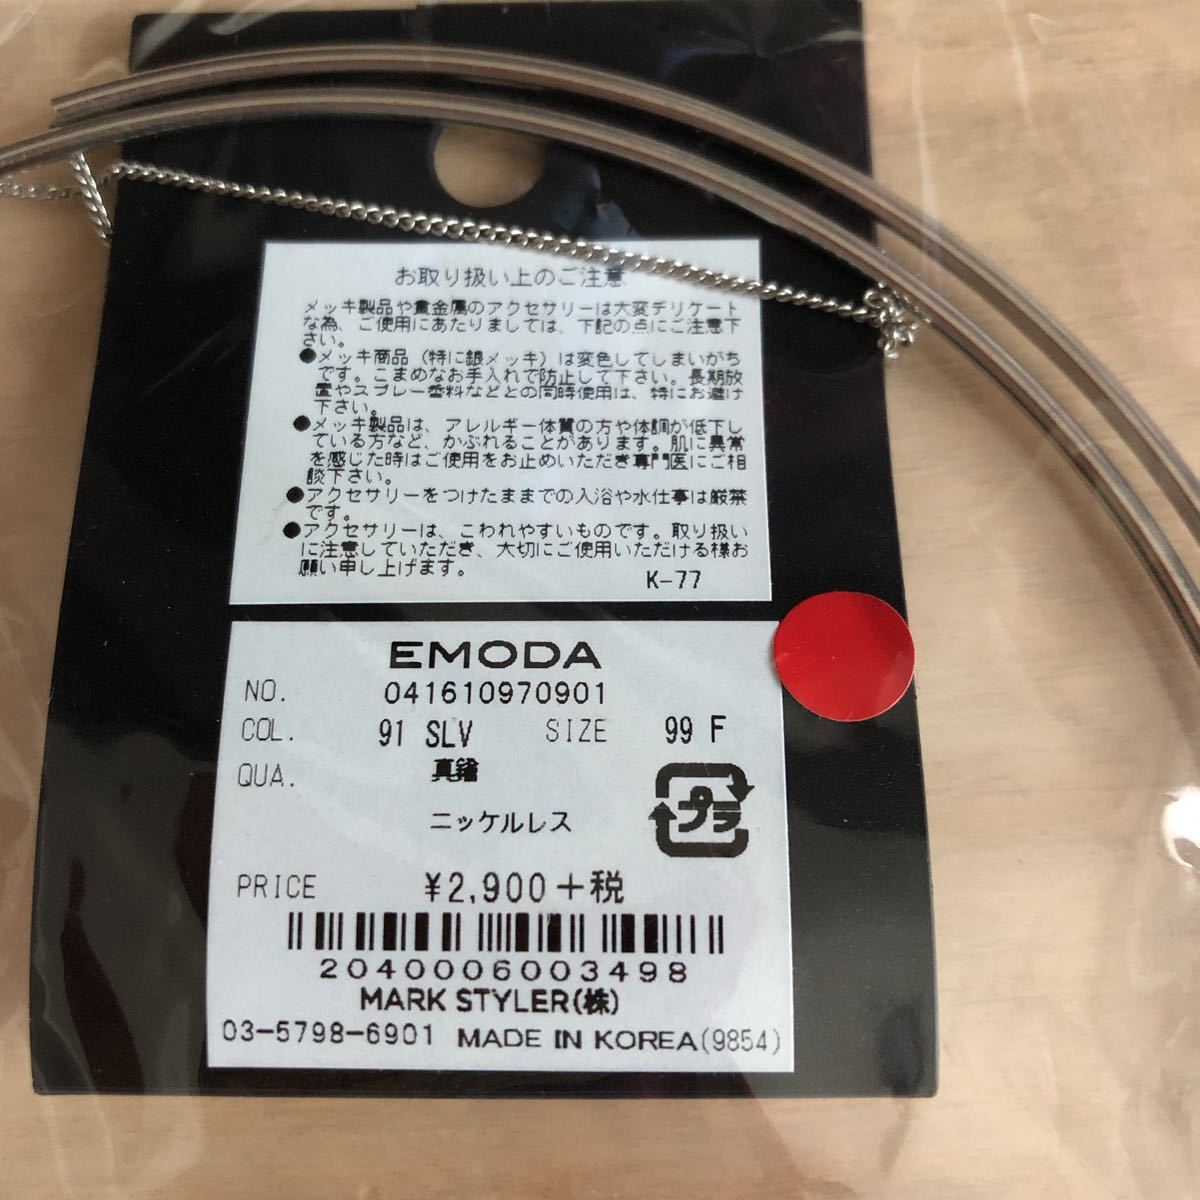 お取り扱い上のご注意
メッキ製品や貴金属のアクセサリーは大変デリケート
な為、ご使用にあたりましては、下記の点にご注意下
さい。
●メッキ商品（特に銀メッキ）は変色してしまいがち
です。こまめなお手入れで防止して下さい。長期放
置やスプレー香料などとの同時使用は、特にお避け
下さい。
●メッキ製品は、アレルギー体質の方や体調が低下し
ている方など、かぶれることがあります。肌に異常
を感じた時はご使用をお止めいただき専門医にご相
談下さい。
●アクセサリーをつけたままでの入浴や水仕事は厳禁
です。
●アクセサリーは、こわれやすいものです。取り扱い
に注意していただき、大切にご使用いただける様お
願い申し上げます。
K-77
EMODA
NO. 041610970901
COL. 91 SLV SIZE 99 F
QUA. 真鍮
ニッケルレス
プラ
PRICE ¥2,900+税
2040006003498
MARK STYLER(株)
03-5798-6901 MADE IN KOREA(9854)